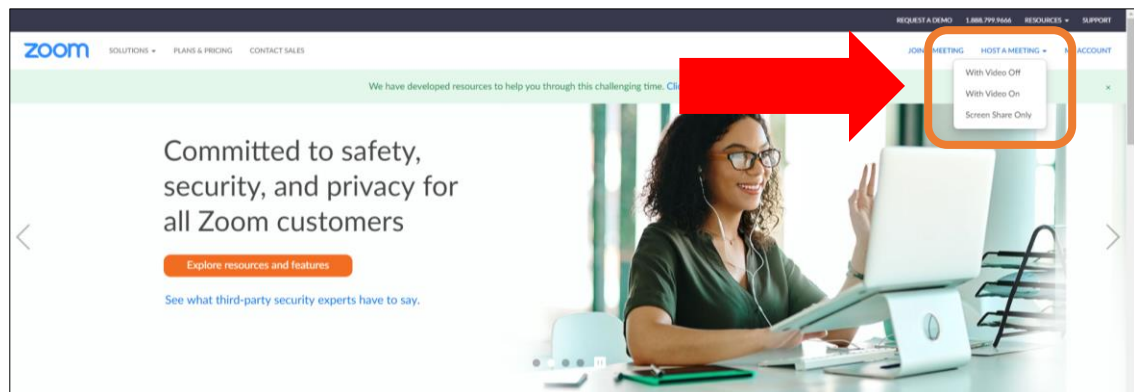 REQUEST A DEMO 1.888.799.9666 RESOURCES SUPPORT
zoom SOLUTIONS PLANS & PRICING CONTACT SALES HOST A MEETING ACCOUNT
With Video Off
With Video On
Screen Share Only
We have developed resources to help you through this challenging time.
Committed to safety,
security, and privacy for
all Zoom customers
Explore resources and features
See what third-party security experts have to say.